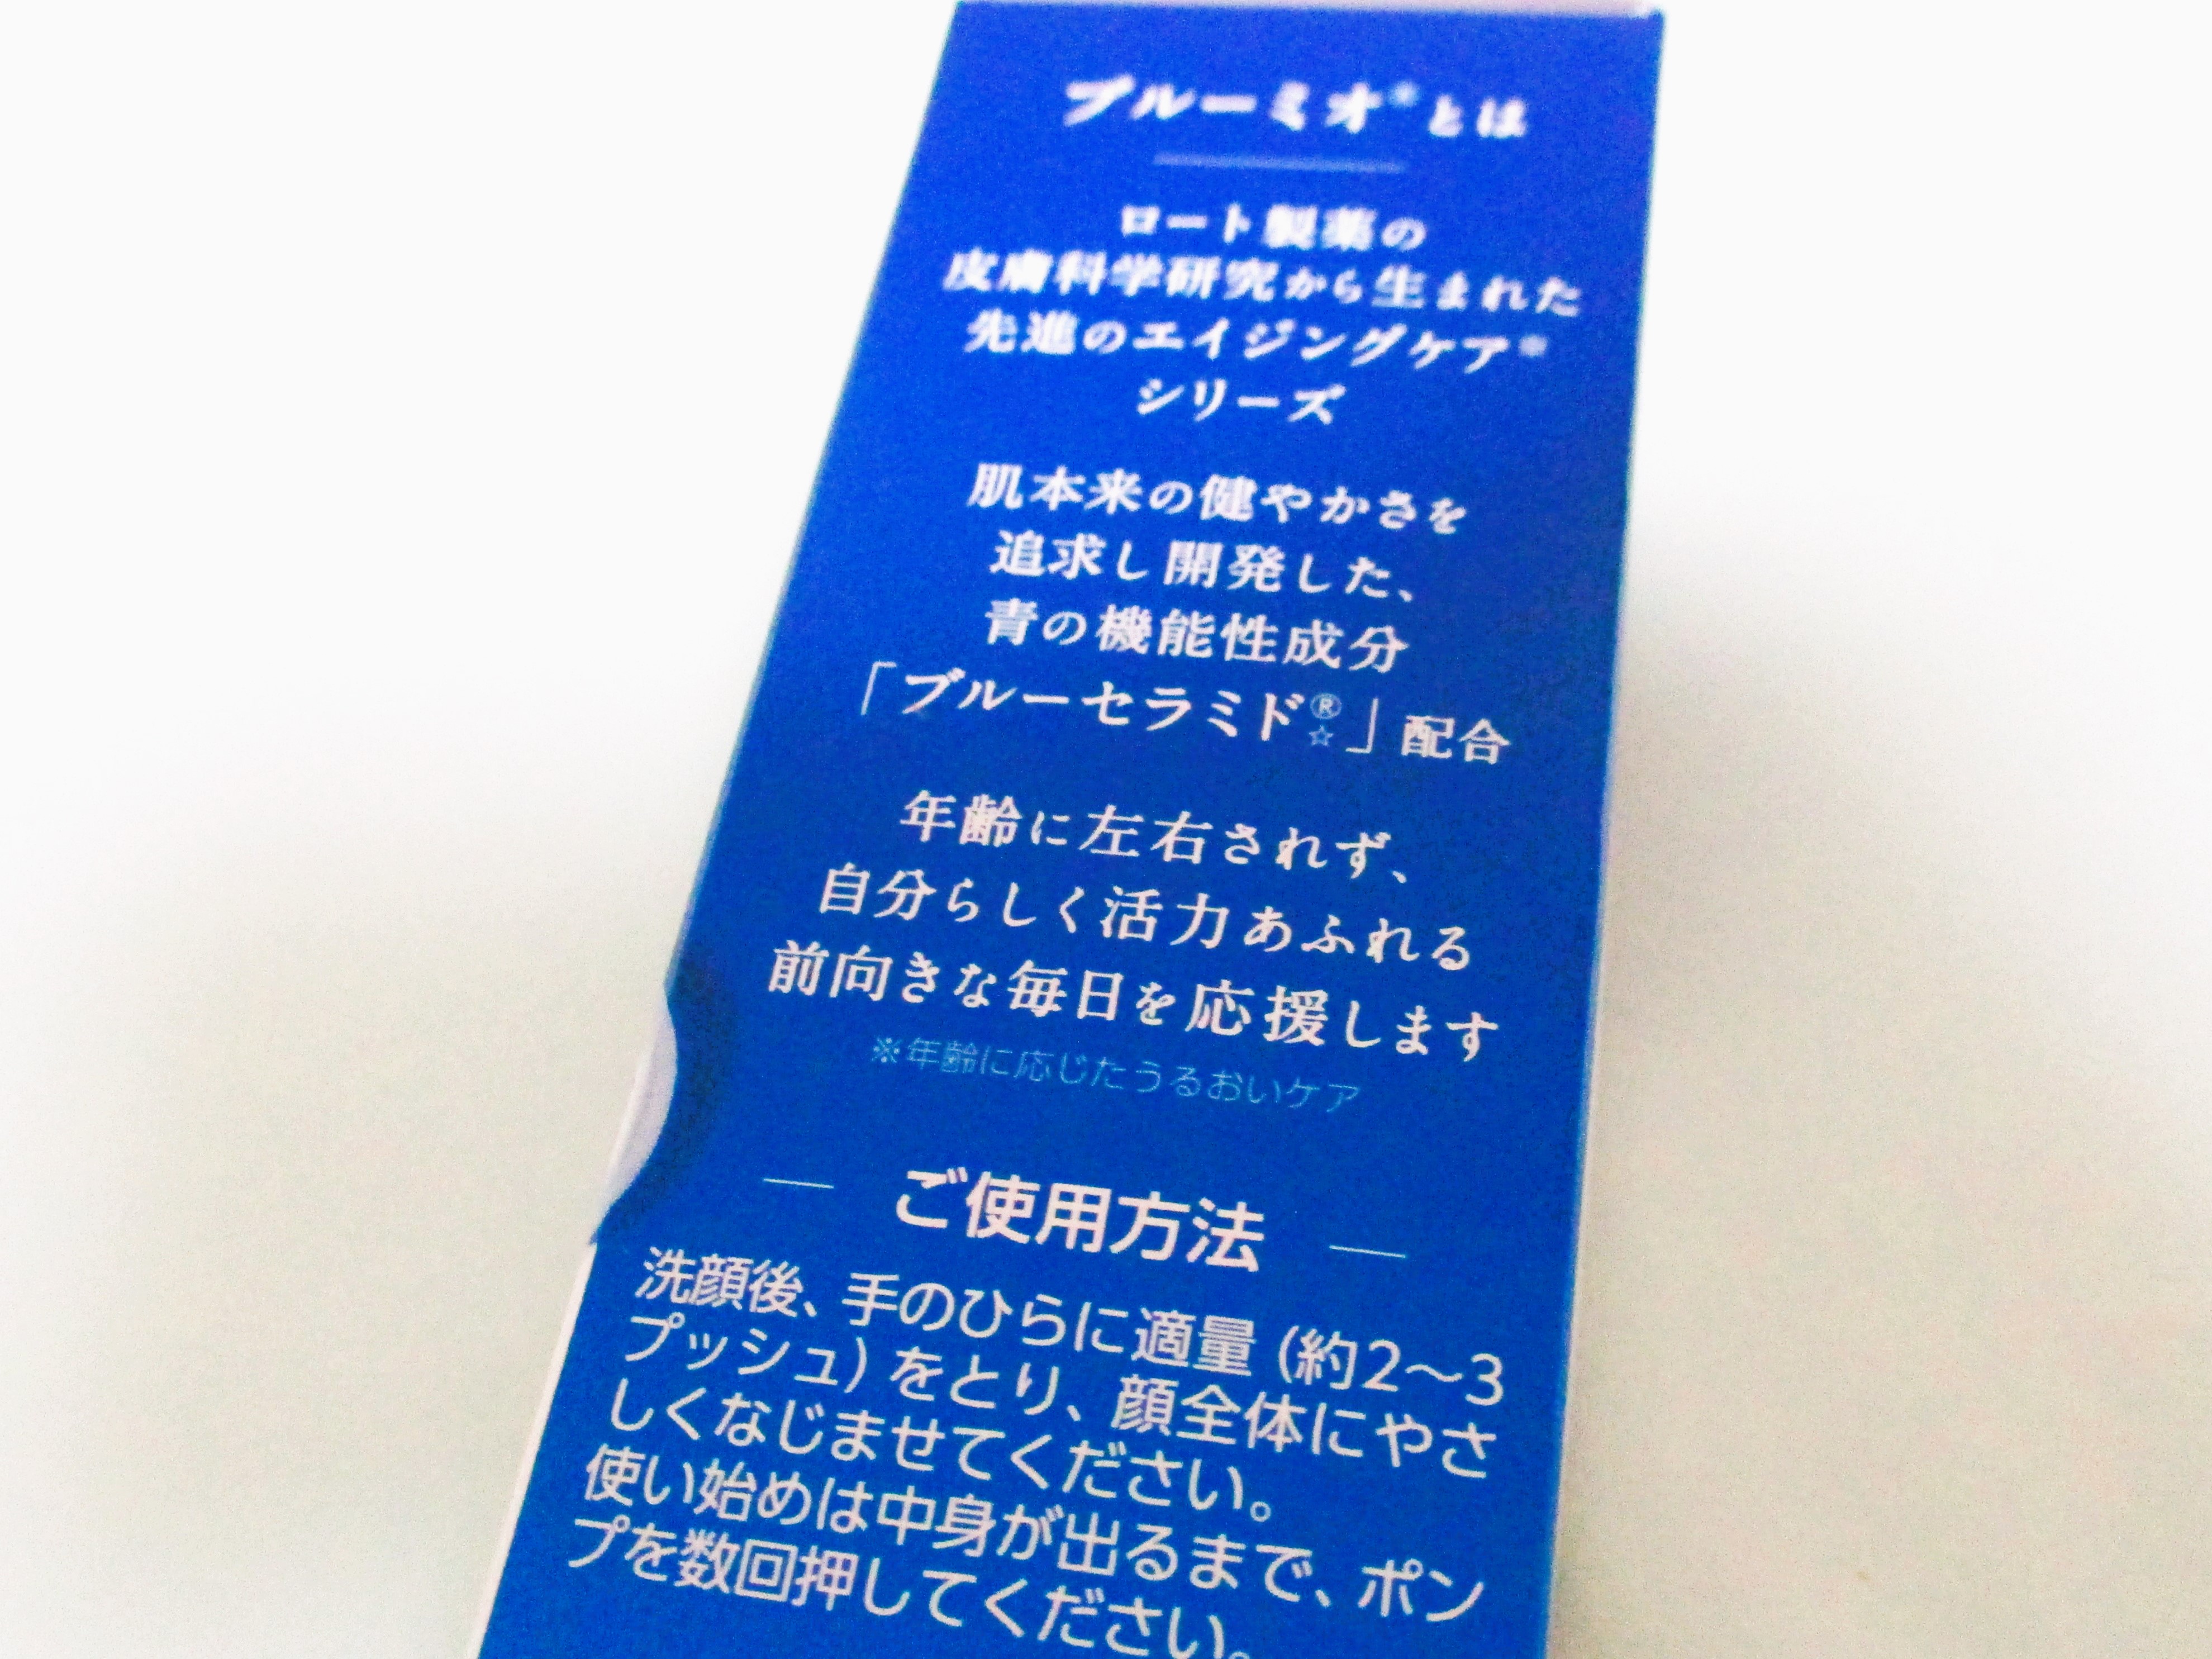 ブルーミオ®とは
ロート製薬の
皮膚科学研究から生まれた
先進のエイジングケア※
シリーズ
肌本来の健やかさを
追求し開発した、
青の機能性成分
「ブルーセラミド®☆」配合
年齢に左右されず、
自分らしく活力あふれる
前向きな毎日を応援します
※年齢に応じたうるおいケア
ご使用方法
洗顔後、手のひらに適量(約2〜3
プッシュ)をとり、顔全体にやさ
しくなじませてください。
使い始めは中身が出るまで、ポン
プを数回押してください。